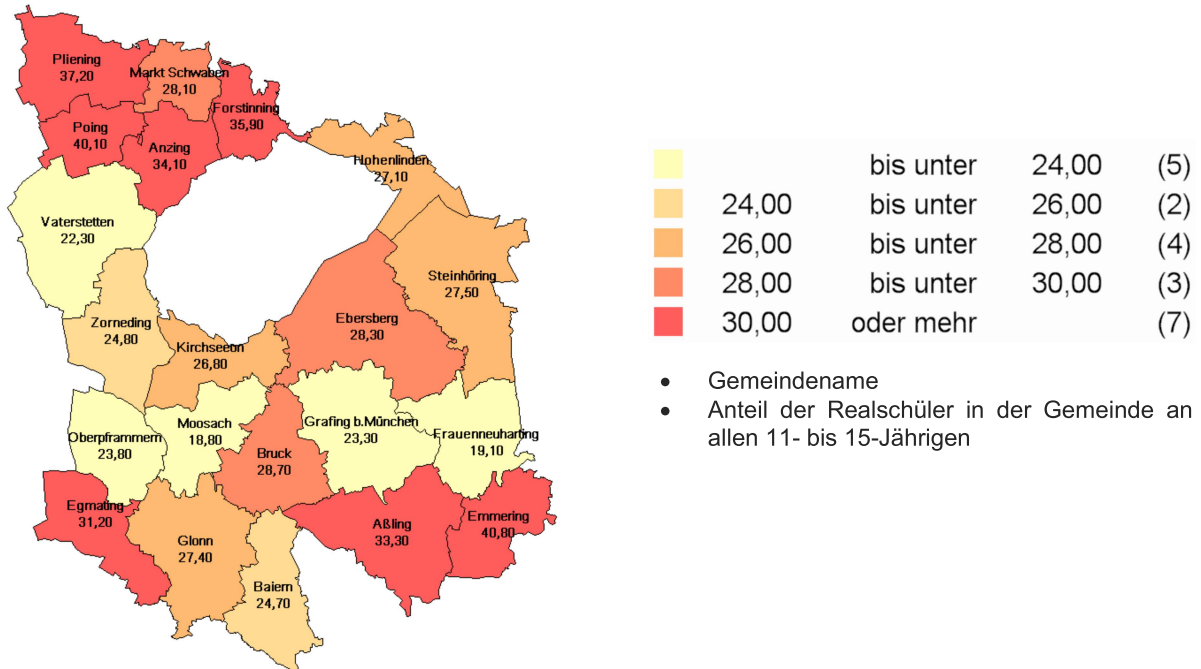 Pliening
37,20
Markt Schwaben
28,10
Forstinning
35,90
Poing
40,10
Anzing
34,10
Hohenlinden
27,10
Vaterstetten
22,30
Steinhöring
27,50
Zorneding
24,80
Ebersberg
28,30
Kirchseeon
26,80
Oberpframmern
23,80
Moosach
18,80
Grafing b.München
23,30
Frauenneuharting
19,10
Bruck
28,70
Egmating
31,20
Glonn
27,40
Aßling
33,30
Emmering
40,80
Baiern
24,70
bis unter 24,00 (5)
24,00 bis unter 26,00 (2)
26,00 bis unter 28,00 (4)
28,00 bis unter 30,00 (3)
30,00 oder mehr (7)
• Gemeindename
• Anteil der Realschüler in der Gemeinde an
allen 11- bis 15-Jährigen